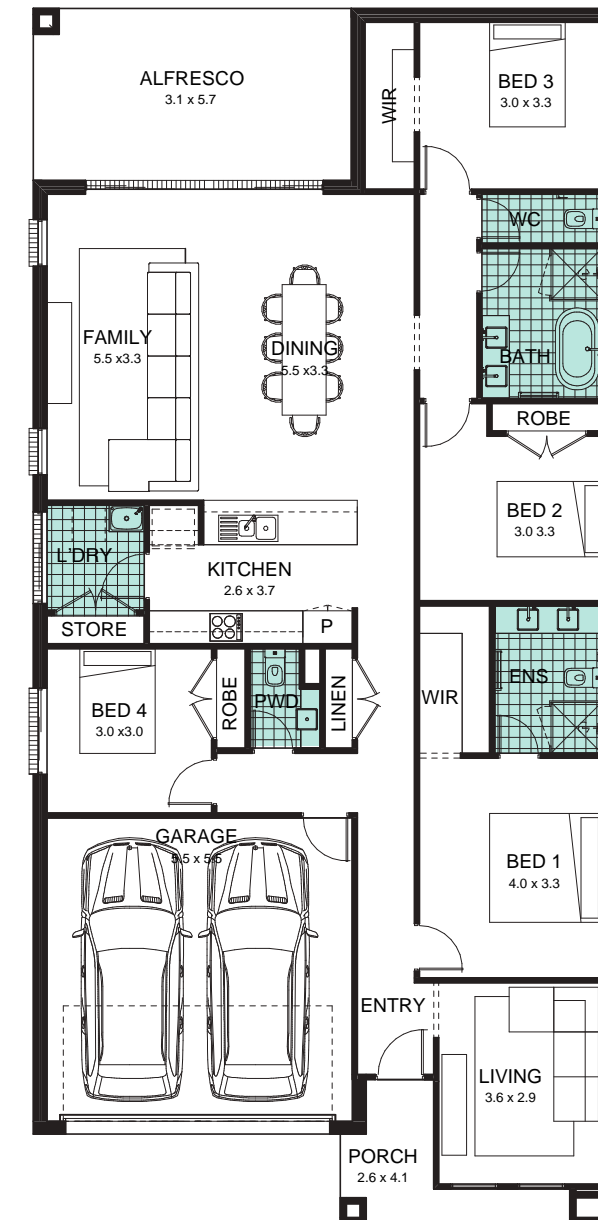 ALFRESCO
3.1 x 5.7
WIR
BED 3
3.0 x 3.3
WC
FAMILY
5.5 x3.3
DINING
5.5 x3.3
BATH
ROBE
BED 2
3.0 3.3
L'DRY
KITCHEN
2.6 x 3.7
STORE
P
BED 4
3.0 x3.0
ROBE
PWD
LINEN
WIR
ENS
GARAGE
5.5 x 5.5
BED 1
4.0 x 3.3
ENTRY
LIVING
3.6 x 2.9
PORCH
2.6 x 4.1